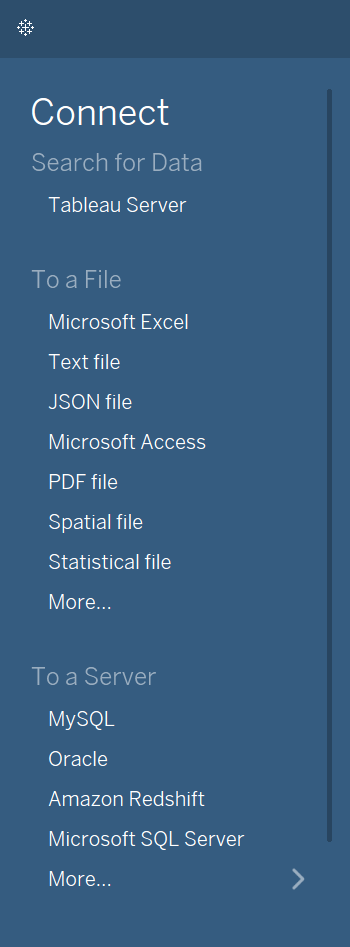 Connect
Search for Data
Tableau Server
To a File
Microsoft Excel
Text file
JSON file
Microsoft Access
PDF file
Spatial file
Statistical file
More...
To a Server
MySQL
Oracle
Amazon Redshift
Microsoft SQL Server
More...